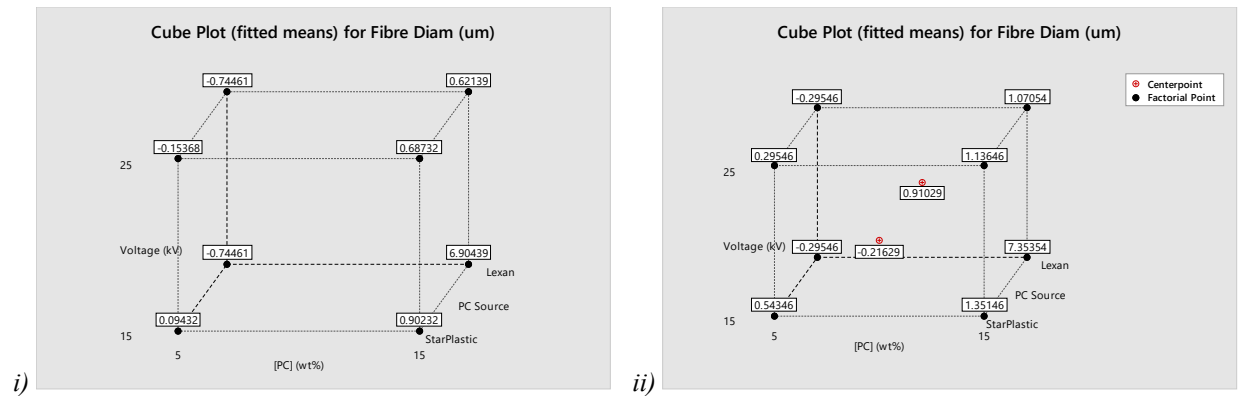 Cube Plot (fitted means) for Fibre Diam (um)
-0.74461 0.62139
-0.15368 0.68732
25
Voltage (kV)
-0.74461 6.90439
Lexan
PC Source
0.09432 0.90232
15
StarPlastic
5 15
[PC] (wt%)
i)
Cube Plot (fitted means) for Fibre Diam (um)
Centerpoint
Factorial Point
-0.29546 1.07054
0.29546 1.13646
25
0.91029
Voltage (kV)
-0.21629
-0.29546 7.35354
Lexan
PC Source
0.54346 1.35146
15
StarPlastic
5 15
[PC] (wt%)
ii)